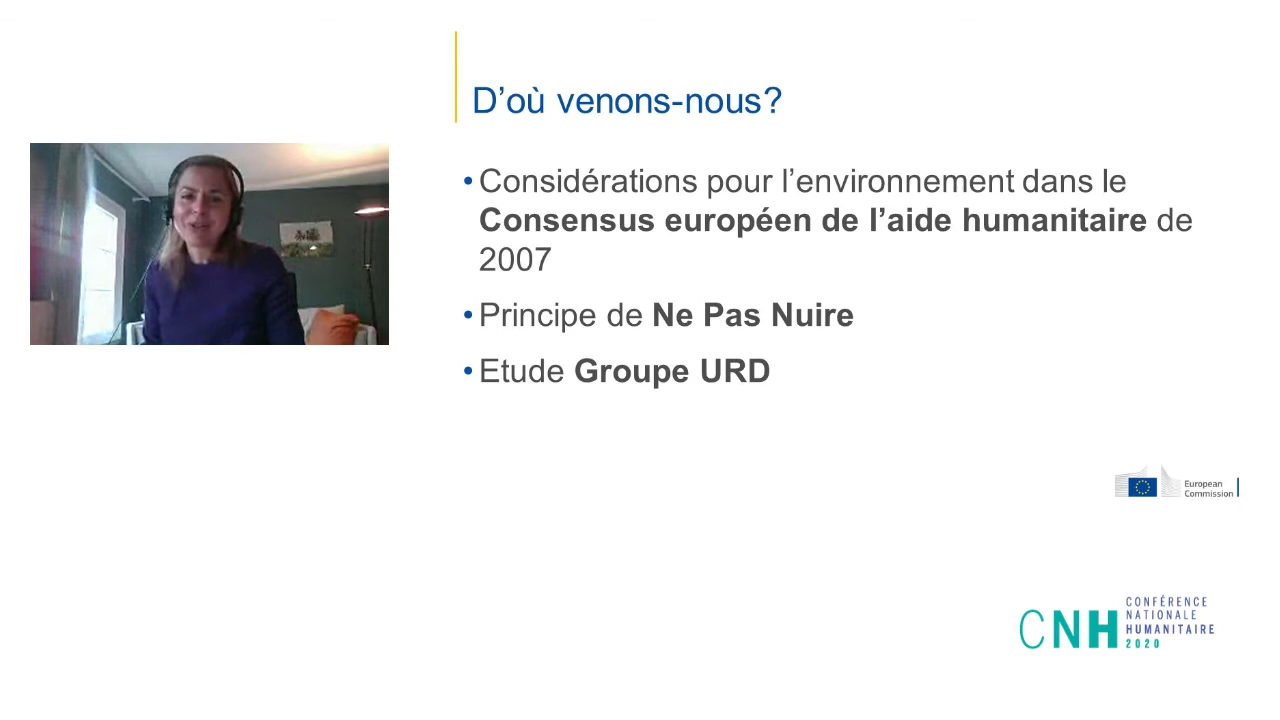 D’où venons-nous?
• Considérations pour l’environnement dans le
Consensus européen de l’aide humanitaire de
2007
• Principe de Ne Pas Nuire
• Etude Groupe URD
European
Commission
CNH
CONFÉRENCE
NATIONALE
HUMANITAIRE
2020